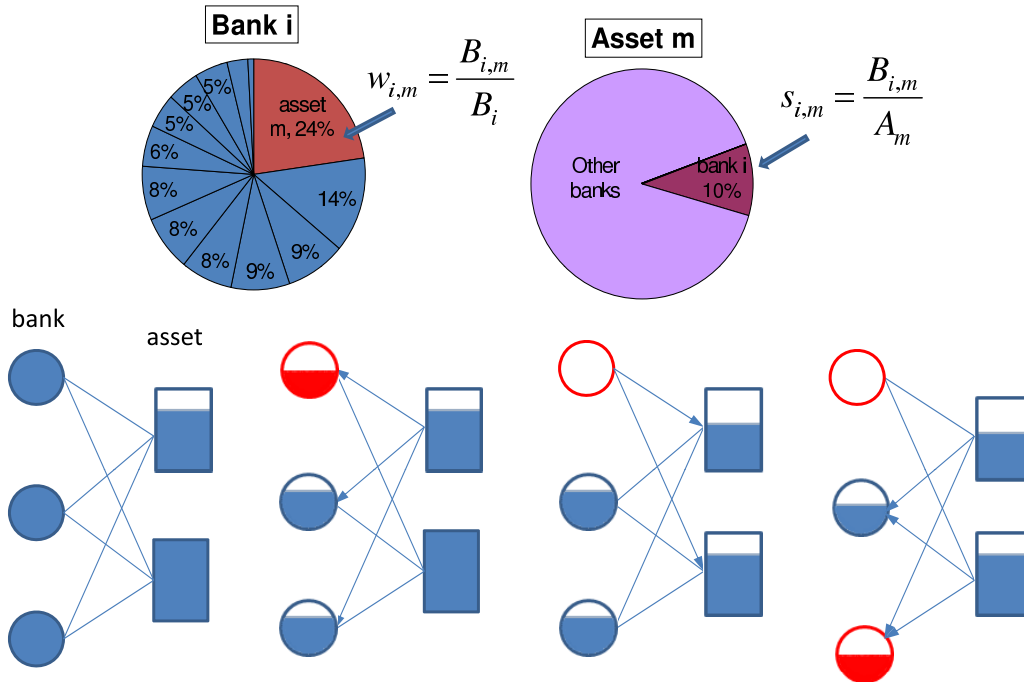 Bank i
w_{i,m} = B_{i,m} / B_i
asset
m, 24%
14%
9%
9%
8%
8%
8%
6%
5%
5%
5%
Asset m
s_{i,m} = B_{i,m} / A_m
Other
banks
bank i
10%
bank
asset